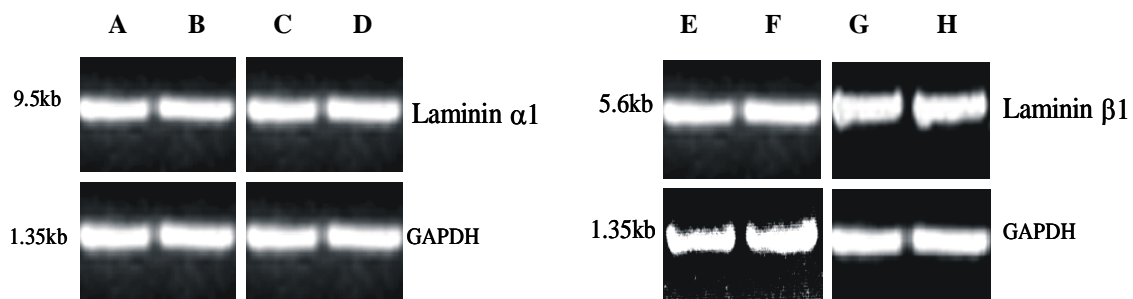 A B C D
9.5kb
Laminin α1
1.35kb
GAPDH
E F G H
5.6kb
Laminin β1
1.35kb
GAPDH